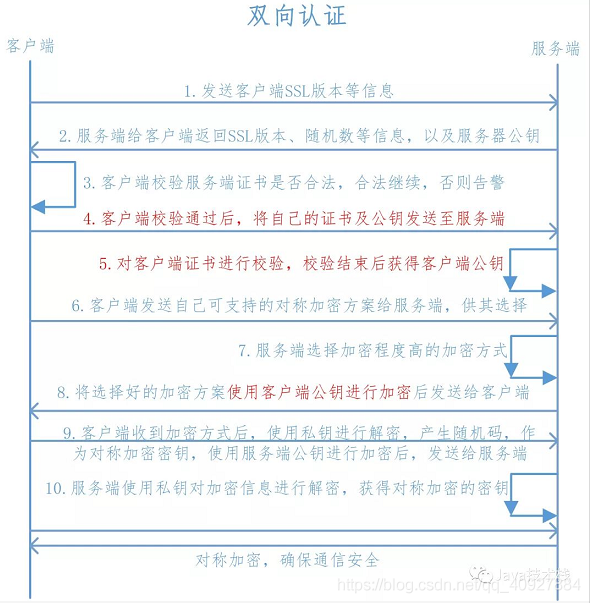 双向认证
客户端
服务端
1.发送客户端SSL版本等信息
2.服务端给客户端返回SSL版本、随机数等信息，以及服务器公钥
3.客户端校验服务端证书是否合法，合法继续，否则告警
4.客户端校验通过后，将自己的证书及公钥发送至服务端
5.对客户端证书进行校验，校验结束后获得客户端公钥
6.客户端发送自己可支持的对称加密方案给服务端，供其选择
7.服务端选择加密程度高的加密方式
8.将选择好的加密方案使用客户端公钥进行加密后发送给客户端
9.客户端收到加密方式后，使用私钥进行解密，产生随机码，作
为对称加密密钥，使用服务端公钥进行加密后，发送给服务端
10.服务端使用私钥对加密信息进行解密，获得对称加密的密钥
对称加密，确保通信安全
Java技术栈
https://blog.csdn.net/qq_40927884